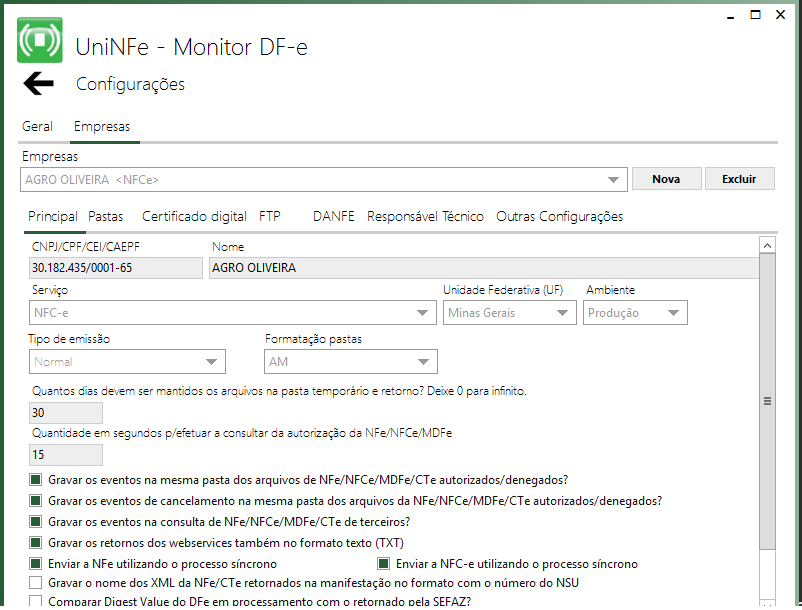 UniNFe - Monitor DF-e
Configurações
Geral Empresas
Empresas
AGRO OLIVEIRA <NFCe>
Nova
Excluir
Principal Pastas Certificado digital FTP DANFE Responsável Técnico Outras Configurações
CNPJ/CPF/CEI/CAEPF Nome
30.182.435/0001-65 AGRO OLIVEIRA
Serviço Unidade Federativa (UF) Ambiente
NFC-e Minas Gerais Produção
Tipo de emissão Formatação pastas
Normal AM
Quantos dias devem ser mantidos os arquivos na pasta temporário e retorno? Deixe 0 para infinito.
30
Quantidade em segundos p/efetuar a consultar da autorização da NFe/NFCe/MDFe
15
Gravar os eventos na mesma pasta dos arquivos de NFe/NFCe/MDFe/CTe autorizados/denegados?
Gravar os eventos de cancelamento na mesma pasta dos arquivos da NFe/NFCe/MDFe/CTe autorizados/denegados?
Gravar os eventos na consulta de NFe/NFCe/MDFe/CTe de terceiros?
Gravar os retornos dos webservices também no formato texto (TXT)
Enviar a NFe utilizando o processo síncrono Enviar a NFC-e utilizando o processo síncrono
Gravar o nome dos XML da NFe/CTe retornados na manifestação no formato com o número do NSU
Comparar Digest Value do DFe em processamento com o retornado pela SEFAZ?